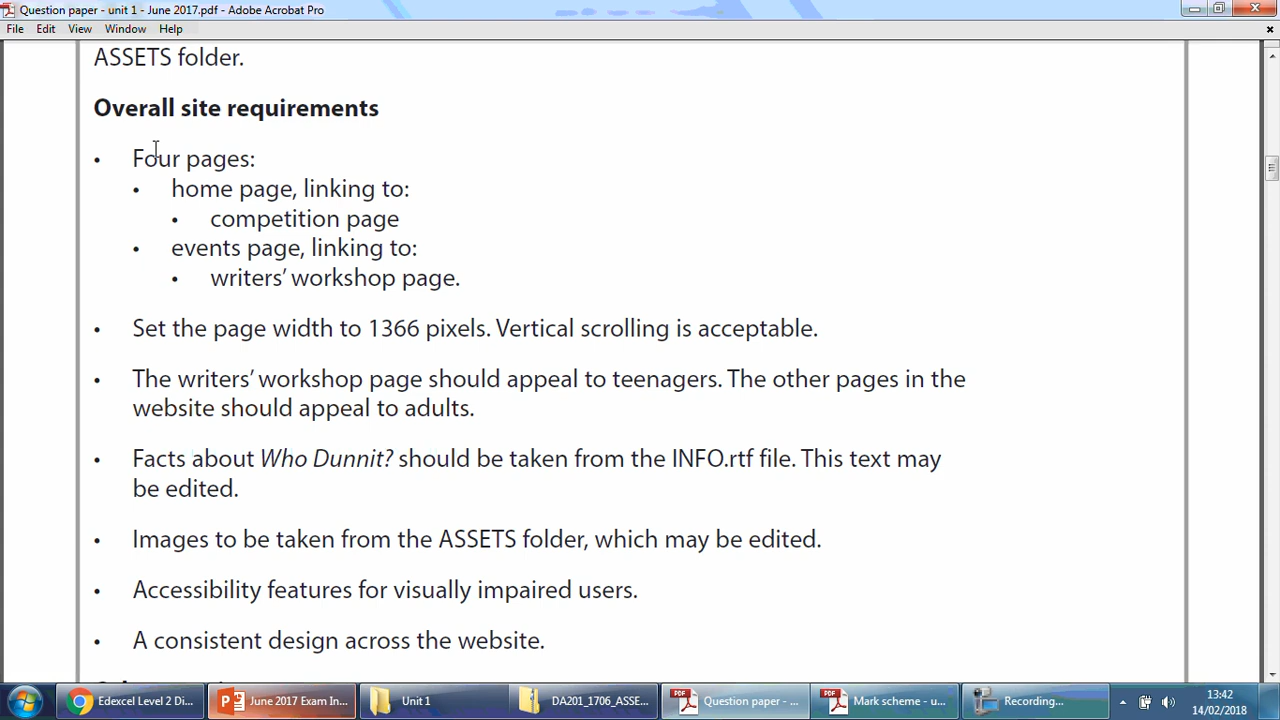 Question paper - unit 1 - June 2017.pdf - Adobe Acrobat Pro
File Edit View Window Help
ASSETS folder.
Overall site requirements
• Four pages:
• home page, linking to:
• competition page
• events page, linking to:
• writers’ workshop page.
• Set the page width to 1366 pixels. Vertical scrolling is acceptable.
• The writers’ workshop page should appeal to teenagers. The other pages in the
website should appeal to adults.
• Facts about Who Dunnit? should be taken from the INFO.rtf file. This text may
be edited.
• Images to be taken from the ASSETS folder, which may be edited.
• Accessibility features for visually impaired users.
• A consistent design across the website.
Edexcel Level 2 Di... June 2017 Exam In... Unit 1 DA201_1706_ASSE... Question paper - ... Mark scheme - u... Recording... 13:42
14/02/2018